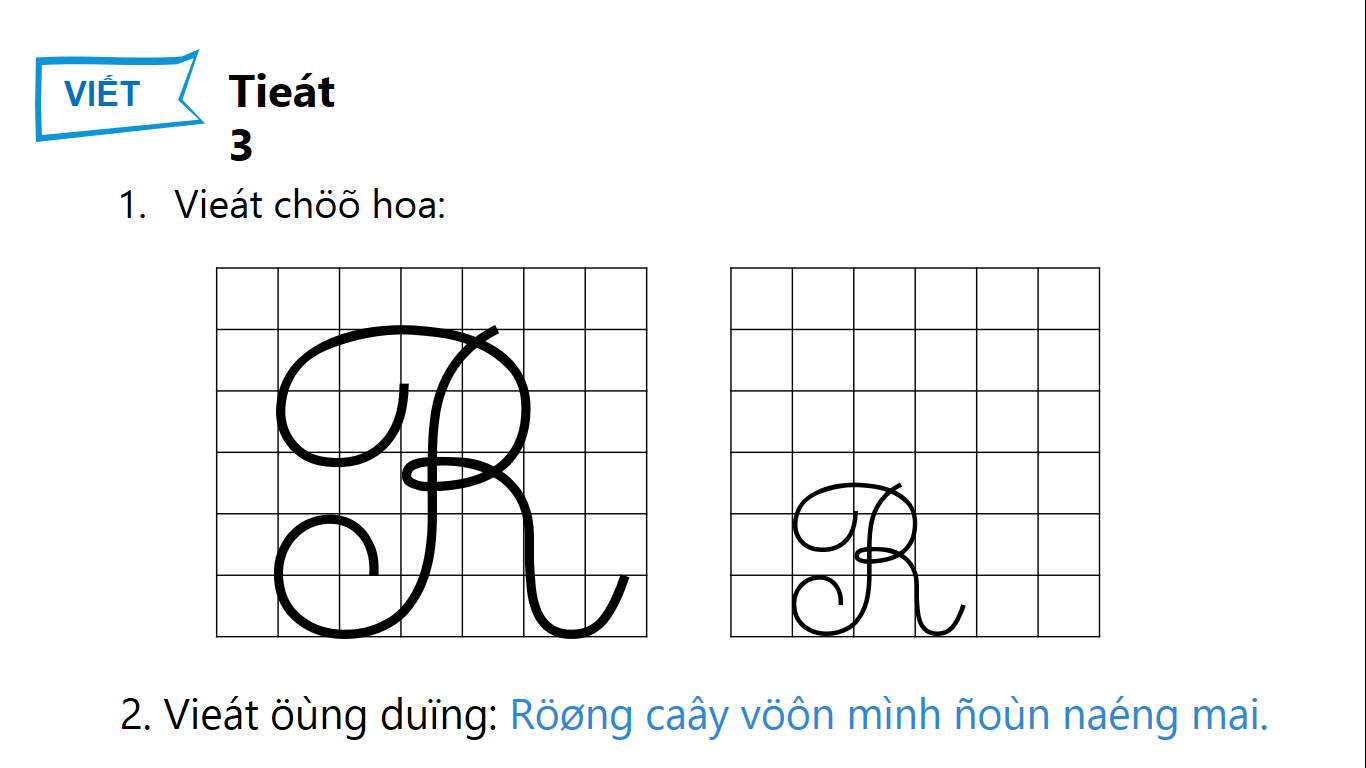 VIẾT
Tieát
3
1. Vieát chöõ hoa:
R R
2. Vieát öùng duïng: Röøng caây vöôn mình ñoùn naéng mai.